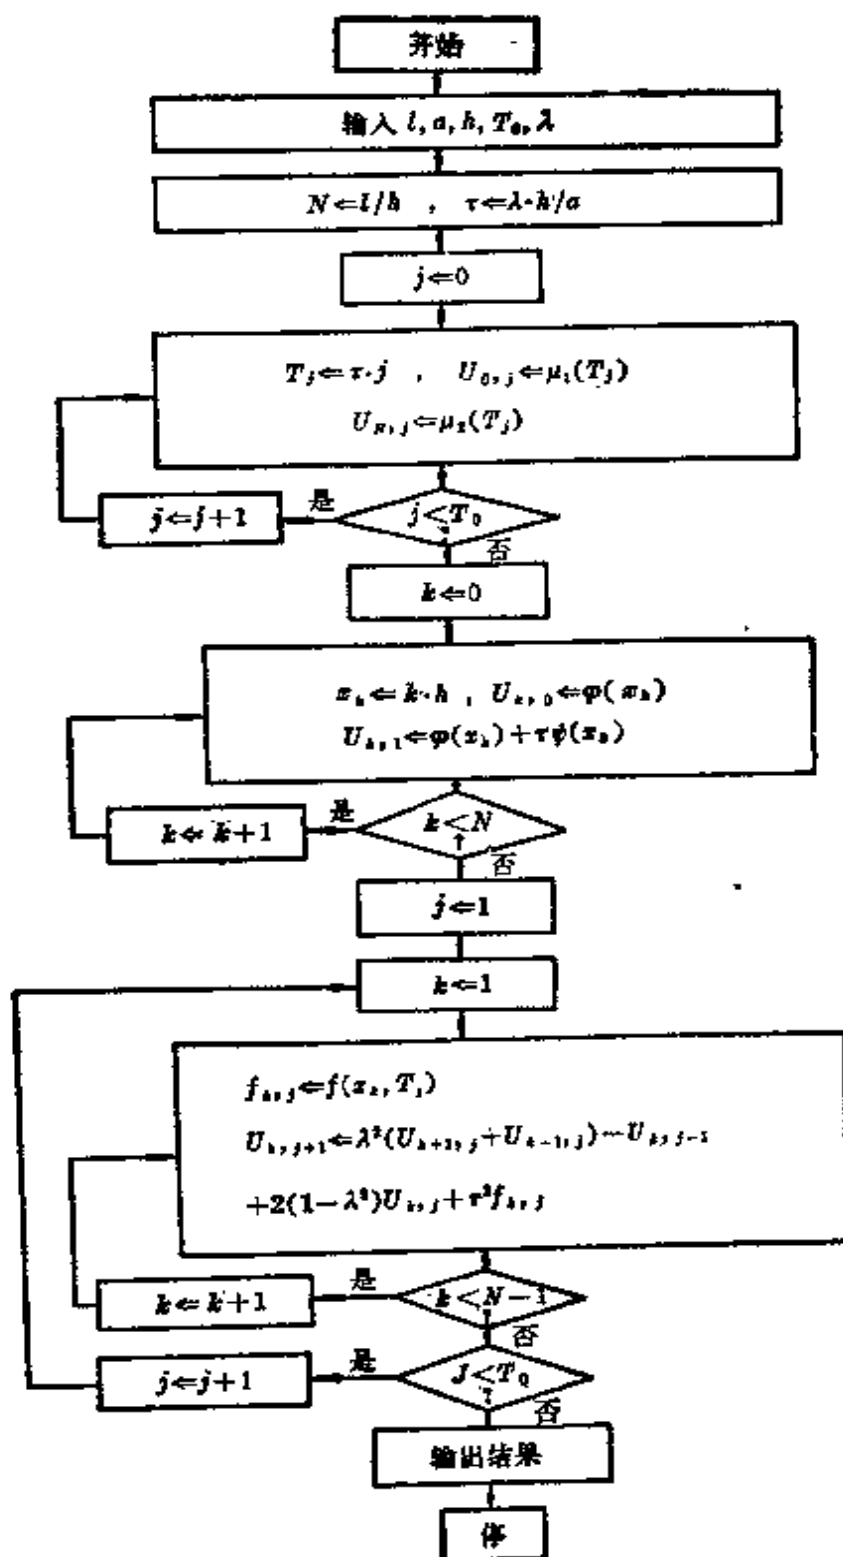 开始
输入 l, a, h, T₀, λ
N⇐l/h , τ⇐λ·h/a
j⇐0
T_j⇐τ·j , U_{0,j}⇐μ₁(T_j)
U_{N,j}⇐μ₂(T_j)
是
j⇐j+1
j<T₀
否
k⇐0
x_k⇐k·h , U_{k,0}⇐φ(x_k)
U_{k,1}⇐φ(x_k)+τψ(x_k)
是
k⇐k+1
k<N
否
j⇐1
k⇐1
f_{k,j}⇐f(x_k,T_j)
U_{k,j+1}⇐λ²(U_{k+1,j}+U_{k-1,j})-U_{k,j-1}
+2(1-λ²)U_{k,j}+τ²f_{k,j}
是
k⇐k+1
k<N-1
否
是
j⇐j+1
J<T₀
否
输出结果
停